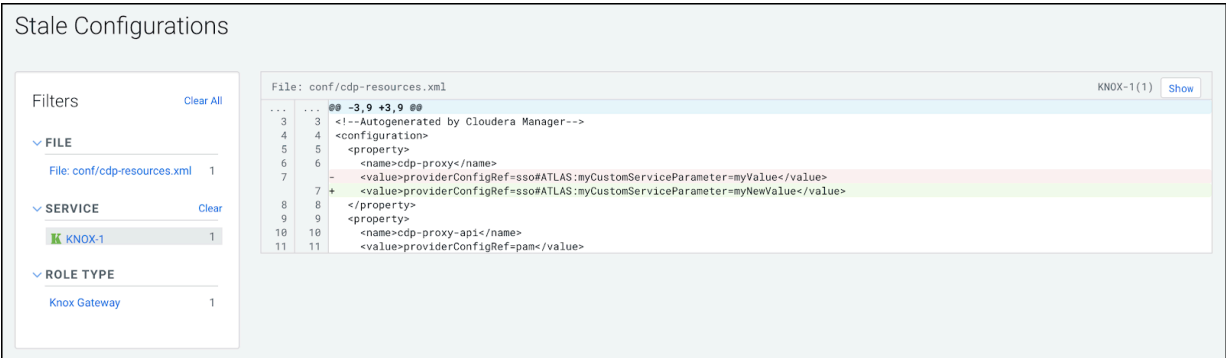 Stale Configurations
Filters Clear All
FILE
File: conf/cdp-resources.xml 1
SERVICE Clear
KNOX-1 1
ROLE TYPE
Knox Gateway 1
File: conf/cdp-resources.xml KNOX-1(1) Show
... ... @@ -3,9 +3,9 @@
3 3 <!--Autogenerated by Cloudera Manager-->
4 4 <configuration>
5 5 <property>
6 6 <name>cdp-proxy</name>
7 - <value>providerConfigRef=sso#ATLAS:myCustomServiceParameter=myValue</value>
7 + <value>providerConfigRef=sso#ATLAS:myCustomServiceParameter=myNewValue</value>
8 8 </property>
9 9 <property>
10 10 <name>cdp-proxy-api</name>
11 11 <value>providerConfigRef=pam</value>